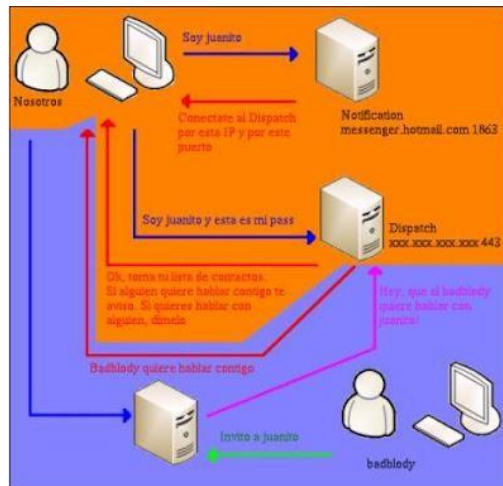 Soy juanito
Nosotros
Conectate al Dispatch
por esta IP y por este
puerto
Notification
messenger.hotmail.com 1863
Soy juanito y esta es mi pass
Dispatch
xxx.xxx.xxx.xxx 443
Ok, toma tu lista de contactos.
Si alguien quiere hablar contigo te
aviso. Si quieres hablar con
alguien, dimelo
Hey, que el badblody
quiere hablar con
juanito!
Badblody quiere hablar contigo
Invito a juanito
badblody